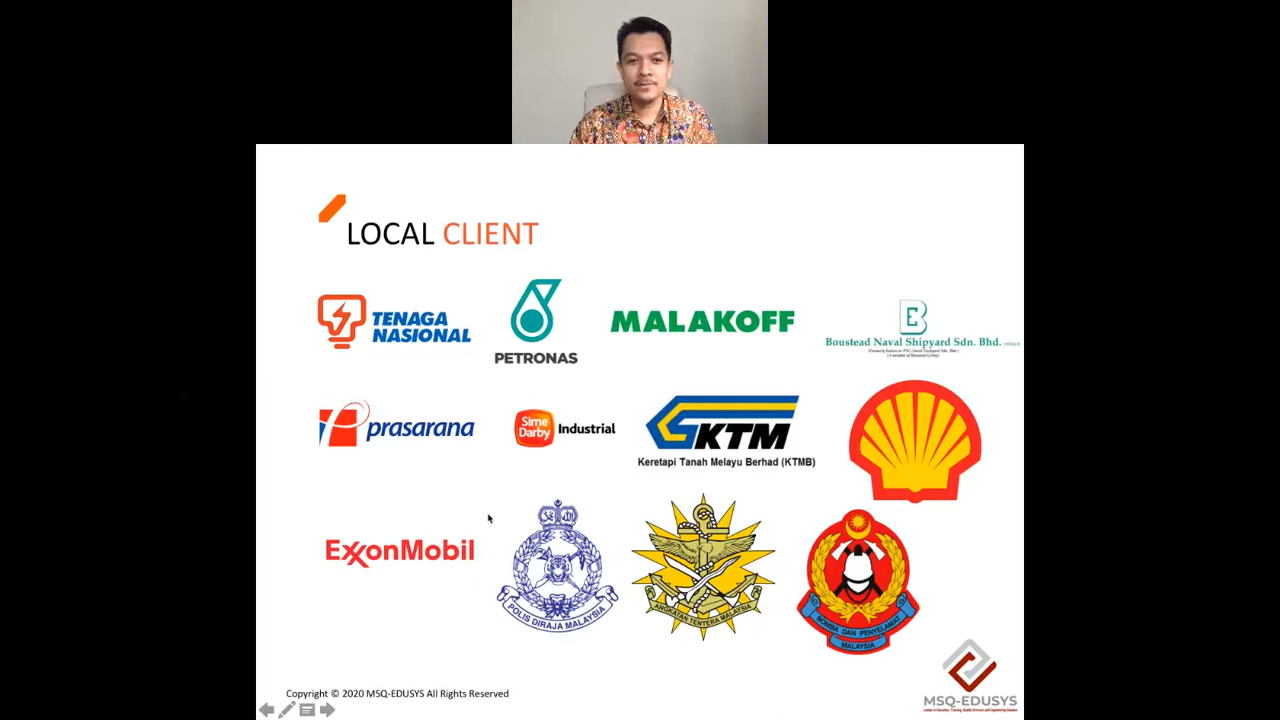 LOCAL CLIENT
TENAGA
NASIONAL
PETRONAS
MALAKOFF
Boustead Naval Shipyard Sdn. Bhd.
prasarana
Sime
Darby
Industrial
KTM
Keretapi Tanah Melayu Berhad (KTMB)
ExxonMobil
POLIS DIRAJA MALAYSIA
ANGKATAN TENTERA MALAYSIA
BOMBA DAN PENYELAMAT
MALAYSIA
MSQ-EDUSYS
Copyright © 2020 MSQ-EDUSYS All Rights Reserved